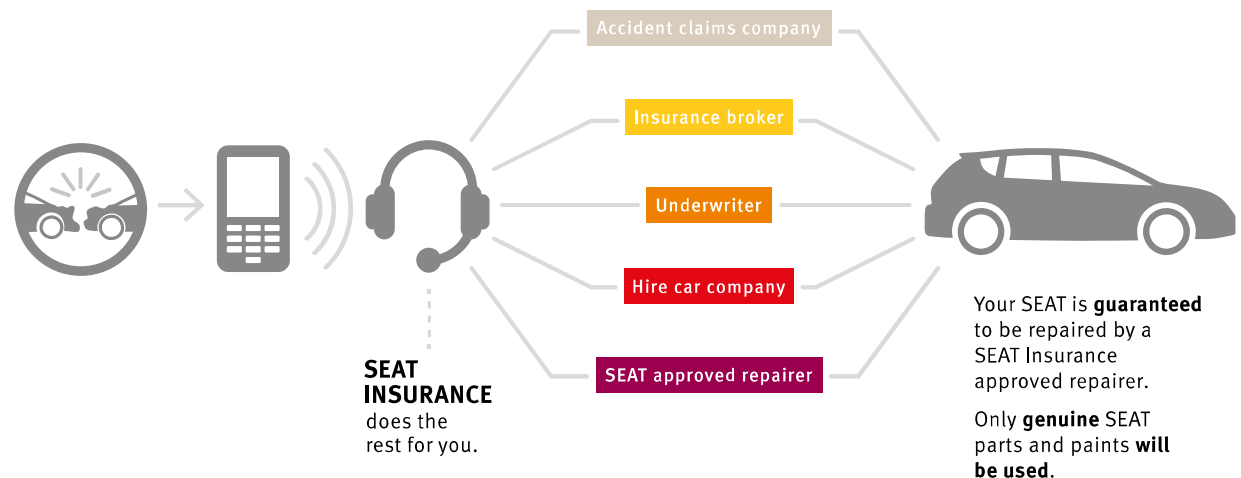 Accident claims company
Insurance broker
Underwriter
Hire car company
SEAT approved repairer
SEAT
INSURANCE
does the
rest for you.
Your SEAT is guaranteed
to be repaired by a
SEAT Insurance
approved repairer.
Only genuine SEAT
parts and paints will
be used.